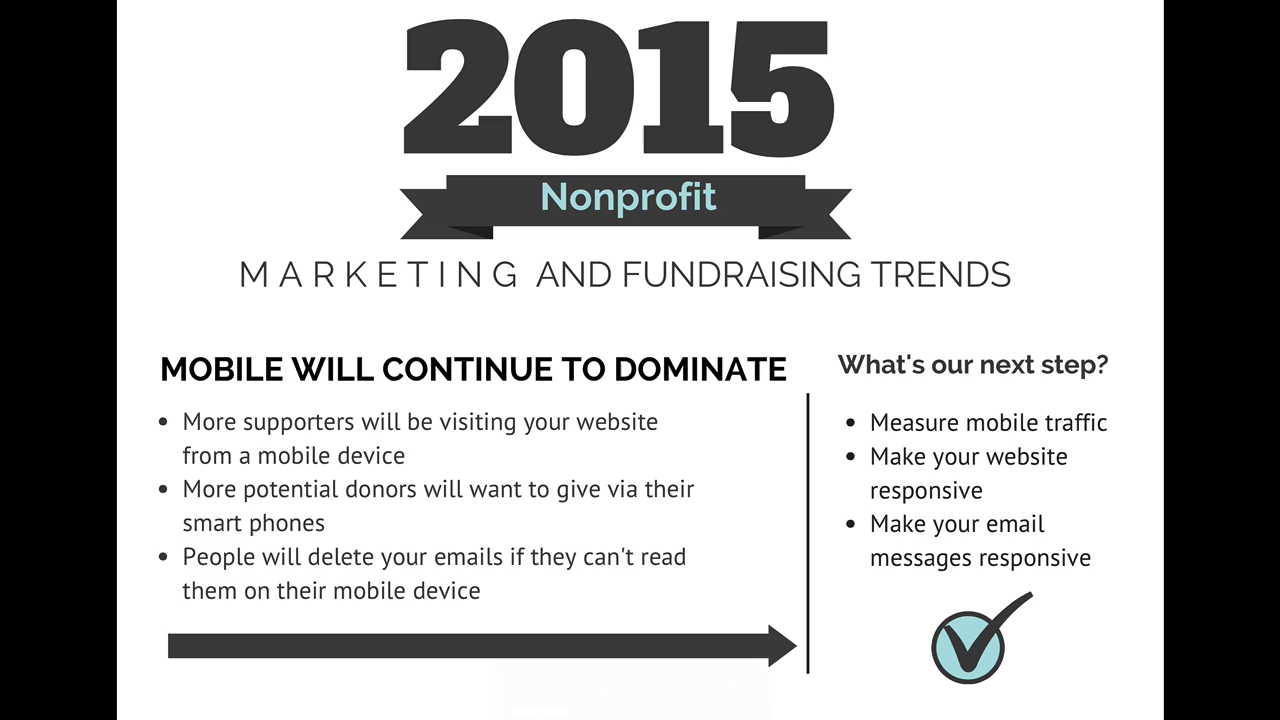 2015
Nonprofit
MARKETING AND FUNDRAISING TRENDS
MOBILE WILL CONTINUE TO DOMINATE
• More supporters will be visiting your website
from a mobile device
• More potential donors will want to give via their
smart phones
• People will delete your emails if they can't read
them on their mobile device
What's our next step?
• Measure mobile traffic
• Make your website
responsive
• Make your email
messages responsive